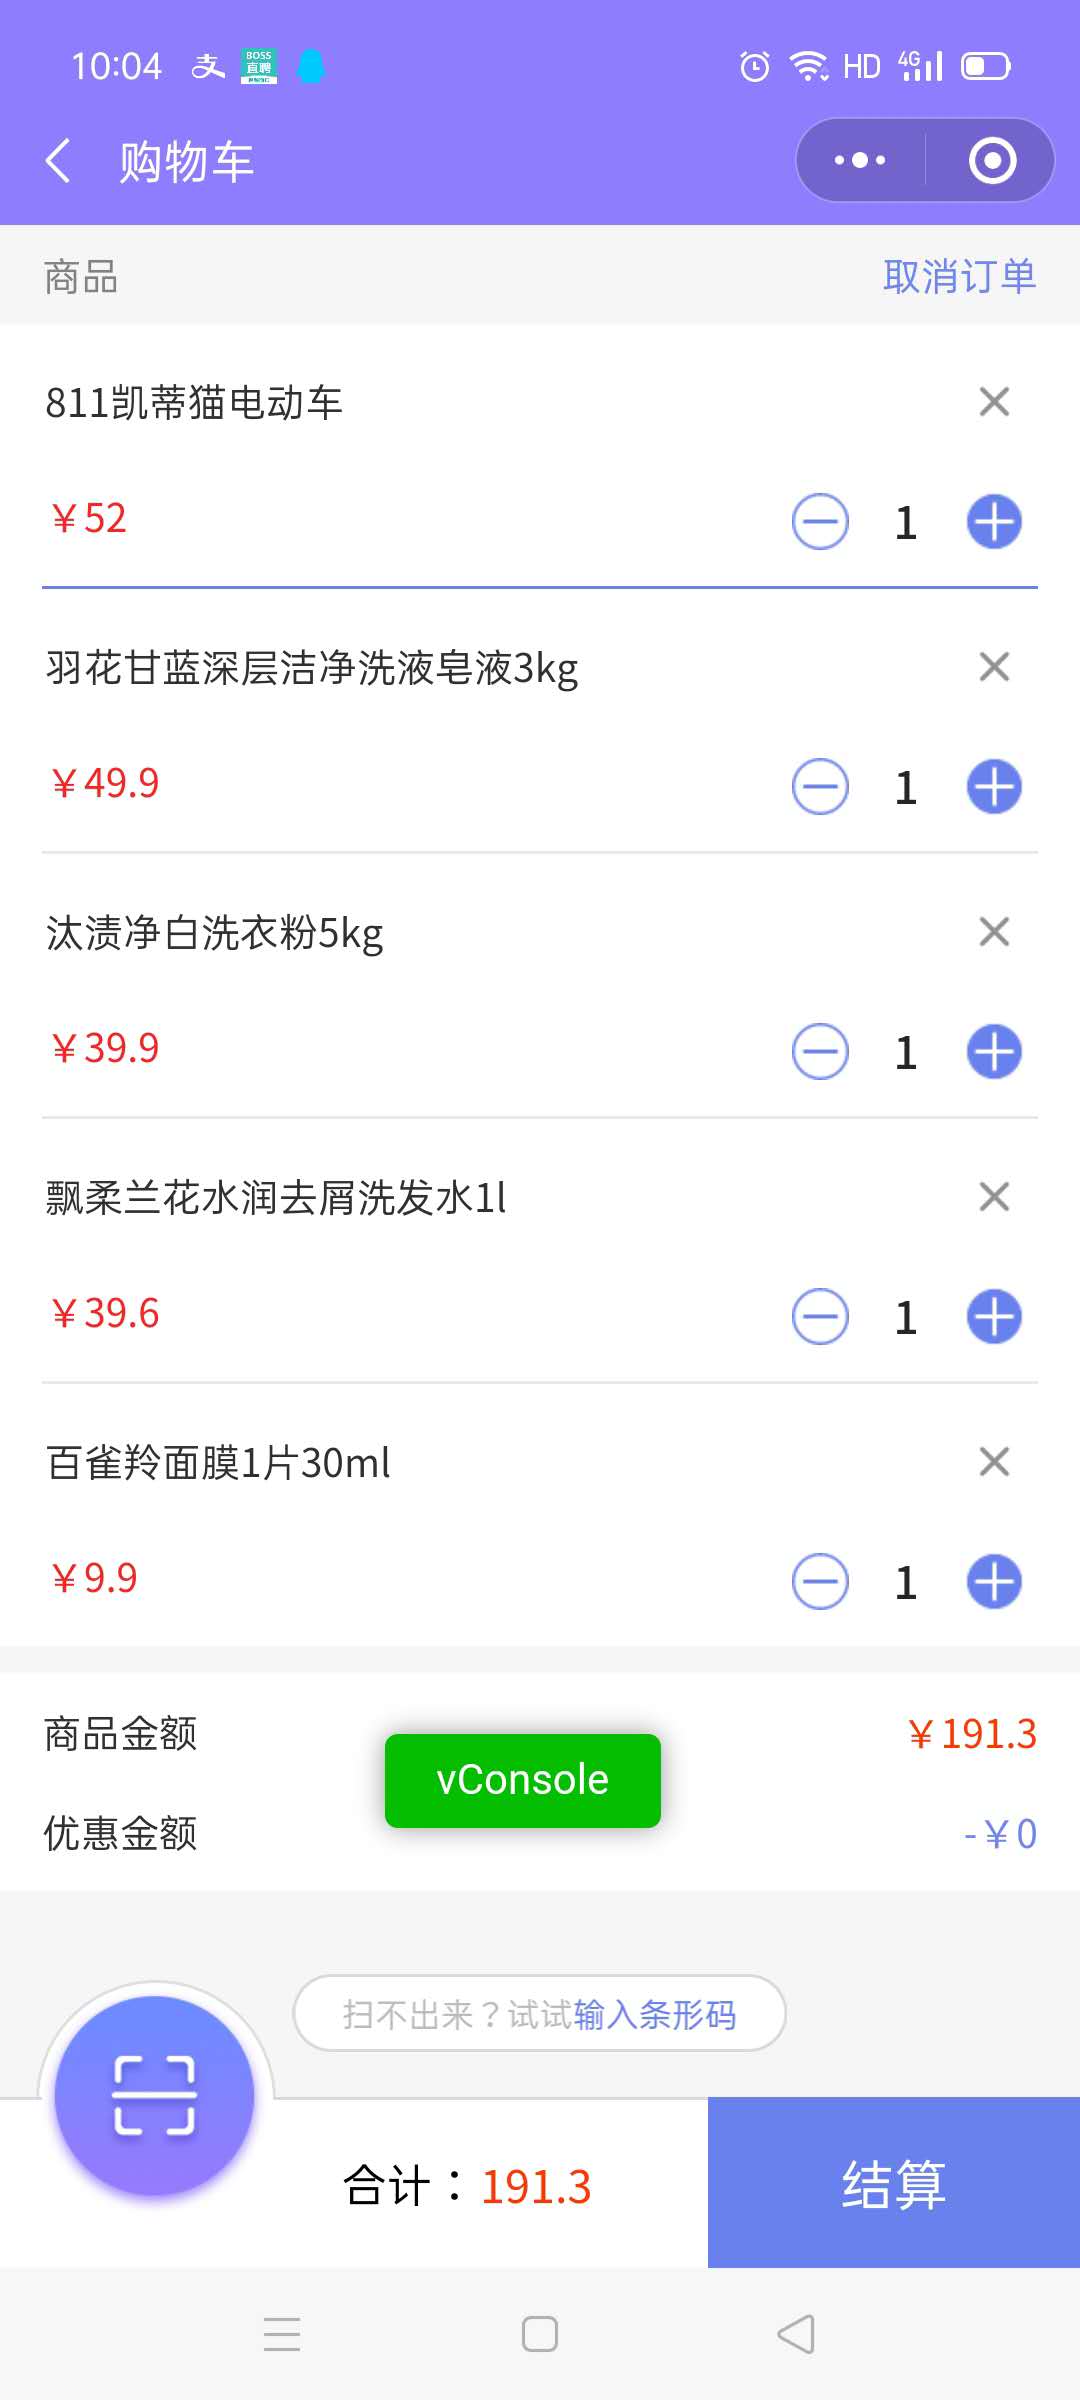 10:04 支 BOSS 直聘 HD 4G
购物车
商品 取消订单
811凯蒂猫电动车
￥52 1
羽花甘蓝深层洁净洗液皂液3kg
￥49.9 1
汰渍净白洗衣粉5kg
￥39.9 1
飘柔兰花水润去屑洗发水1l
￥39.6 1
百雀羚面膜1片30ml
￥9.9 1
商品金额 ￥191.3
vConsole
优惠金额 -￥0
扫不出来？试试输入条形码
合计：191.3 结算